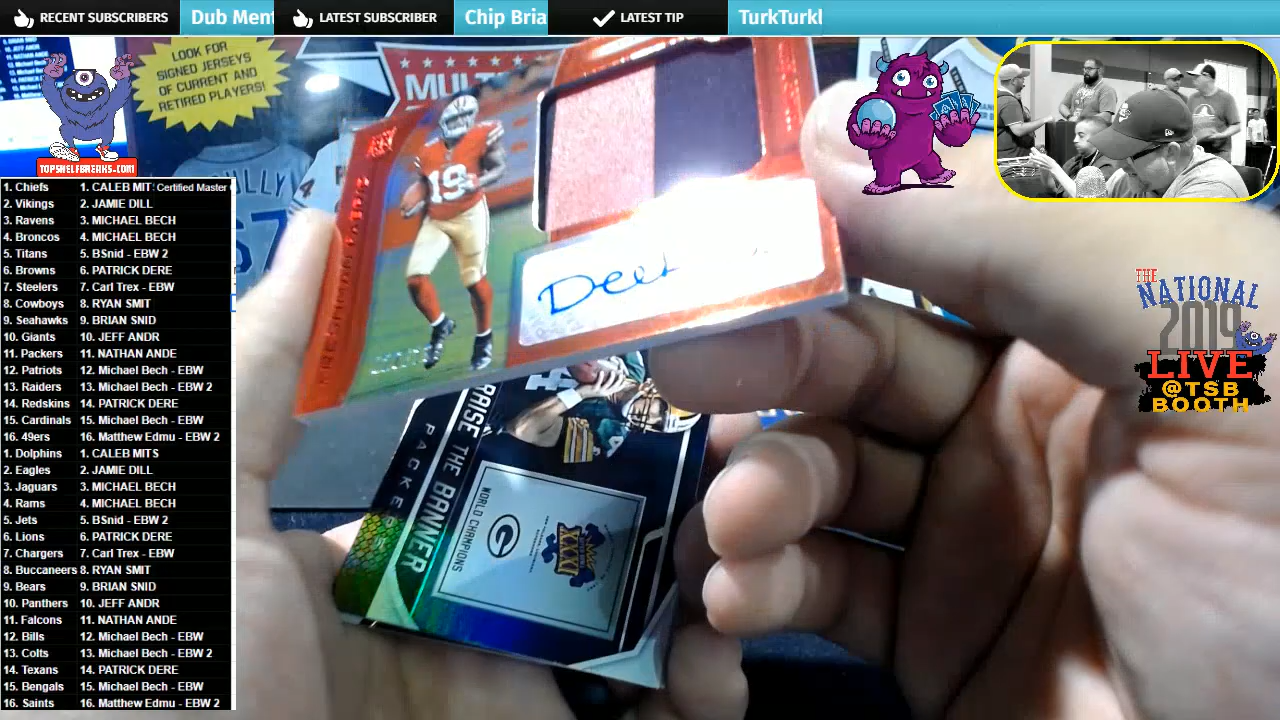 RECENT SUBSCRIBERS
Dub Ment
LATEST SUBSCRIBER
Chip Bria
LATEST TIP
TurkTurkl
LOOK FOR
SIGNED JERSEYS
OF CURRENT AND
RETIRED PLAYERS!
TOPSHELFBREAKS.COM
1. Chiefs 1. CALEB MIT: Certified Master
2. Vikings 2. JAMIE DILL
3. Ravens 3. MICHAEL BECH
4. Broncos 4. MICHAEL BECH
5. Titans 5. BSnid - EBW 2
6. Browns 6. PATRICK DERE
7. Steelers 7. Carl Trex - EBW
8. Cowboys 8. RYAN SMIT
9. Seahawks 9. BRIAN SNID
10. Giants 10. JEFF ANDR
11. Packers 11. NATHAN ANDE
12. Patriots 12. Michael Bech - EBW
13. Raiders 13. Michael Bech - EBW 2
14. Redskins 14. PATRICK DERE
15. Cardinals 15. Michael Bech - EBW
16. 49ers 16. Matthew Edmu - EBW 2
1. Dolphins 1. CALEB MITS
2. Eagles 2. JAMIE DILL
3. Jaguars 3. MICHAEL BECH
4. Rams 4. MICHAEL BECH
5. Jets 5. BSnid - EBW 2
6. Lions 6. PATRICK DERE
7. Chargers 7. Carl Trex - EBW
8. Buccaneers 8. RYAN SMIT
9. Bears 9. BRIAN SNID
10. Panthers 10. JEFF ANDR
11. Falcons 11. NATHAN ANDE
12. Bills 12. Michael Bech - EBW
13. Colts 13. Michael Bech - EBW 2
14. Texans 14. PATRICK DERE
15. Bengals 15. Michael Bech - EBW
16. Saints 16. Matthew Edmu - EBW 2
MULT
67
19
Dee
RAISE THE BANNER
PACKERS
WORLD CHAMPIONS
G
XXXI
THE
NATIONAL
2019
LIVE
@TSB
BOOTH